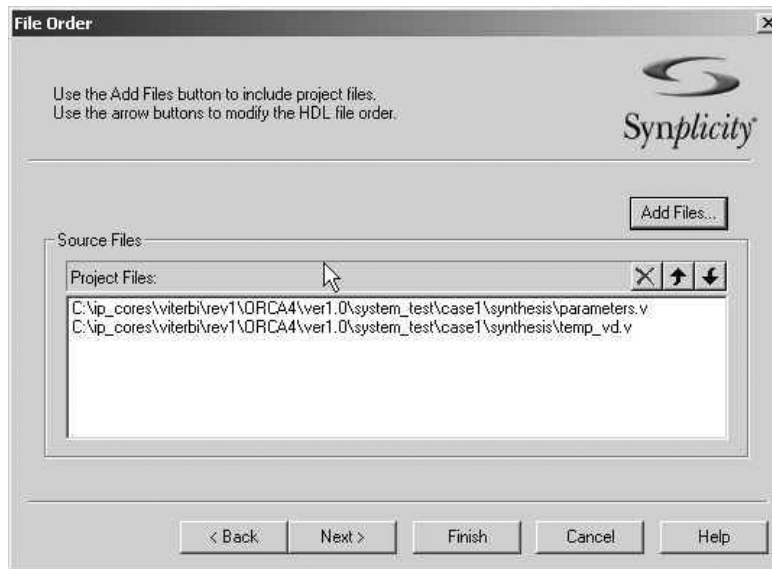 File Order
Use the Add Files button to include project files.
Use the arrow buttons to modify the HDL file order.
Synplicity®
Add Files...
Source Files
Project Files:
C:\ip_cores\viterbi\rev1\ORCA4\ver1.0\system_test\case1\synthesis\parameters.v
C:\ip_cores\viterbi\rev1\ORCA4\ver1.0\system_test\case1\synthesis\temp_vd.v
< Back
Next >
Finish
Cancel
Help